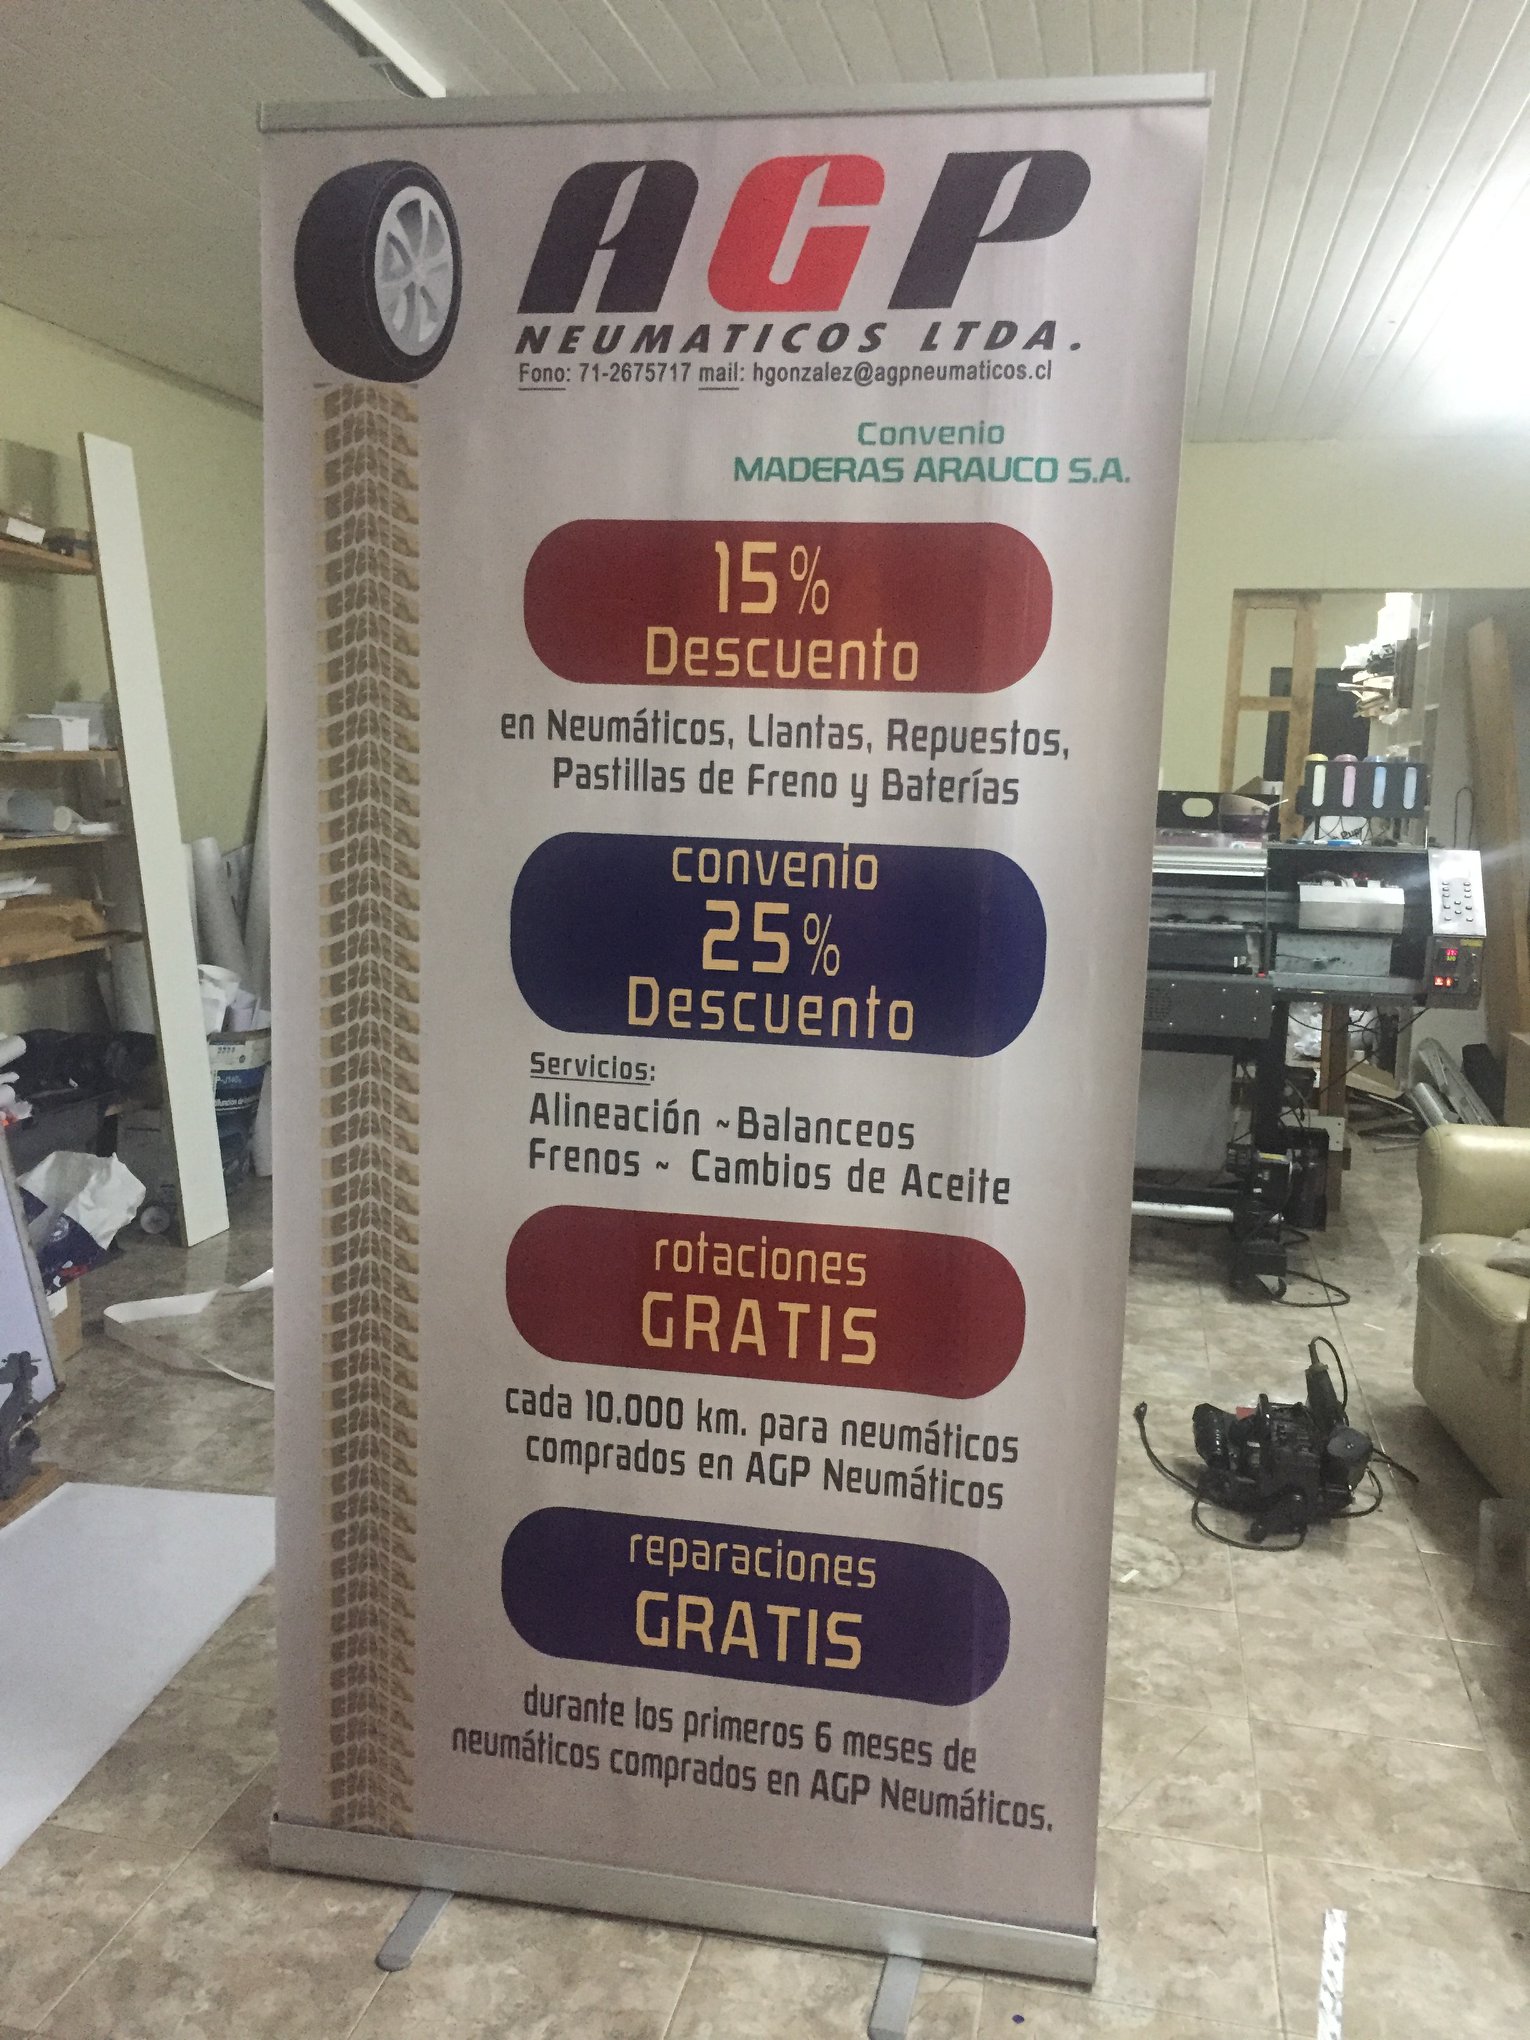 AGP
NEUMATICOS LTDA.
Fono: 71-2675717 mail: hgonzalez@agpneumaticos.cl
Convenio
MADERAS ARAUCO S.A.
15%
Descuento
en Neumáticos, Llantas, Repuestos,
Pastillas de Freno y Baterías
convenio
25%
Descuento
Servicios:
Alineación ~Balanceos
Frenos ~ Cambios de Aceite
rotaciones
GRATIS
cada 10.000 km. para neumáticos
comprados en AGP Neumáticos
reparaciones
GRATIS
durante los primeros 6 meses de
neumáticos comprados en AGP Neumáticos.